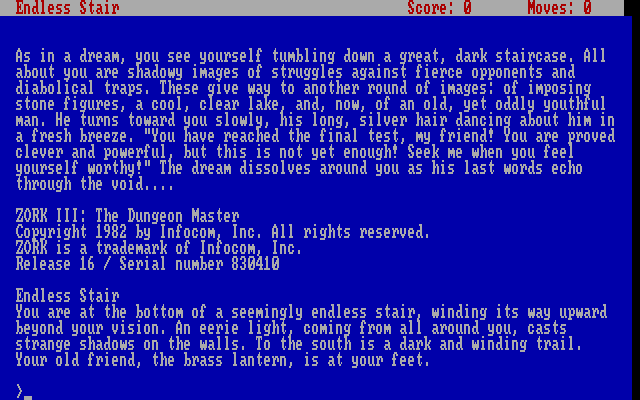 Endless Stair Score: 0 Moves: 0
As in a dream, you see yourself tumbling down a great, dark staircase. All
about you are shadowy images of struggles against fierce opponents and
diabolical traps. These give way to another round of images: of imposing
stone figures, a cool, clear lake, and, now, of an old, yet oddly youthful
man. He turns toward you slowly, his long, silver hair dancing about him in
a fresh breeze. "You have reached the final test, my friend! You are proved
clever and powerful, but this is not yet enough! Seek me when you feel
yourself worthy!" The dream dissolves around you as his last words echo
through the void....
ZORK III: The Dungeon Master
Copyright 1982 by Infocom, Inc. All rights reserved.
ZORK is a trademark of Infocom, Inc.
Release 16 / Serial number 830410
Endless Stair
You are at the bottom of a seemingly endless stair, winding its way upward
beyond your vision. An eerie light, coming from all around you, casts
strange shadows on the walls. To the south is a dark and winding trail.
Your old friend, the brass lantern, is at your feet.
>_